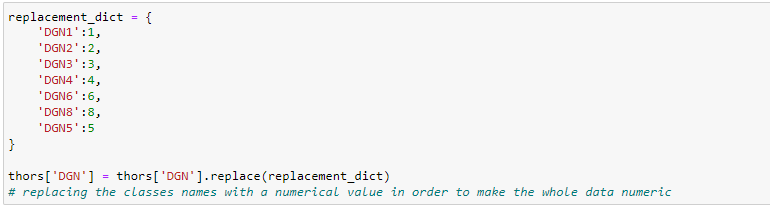 replacement_dict = {
    'DGN1':1,
    'DGN2':2,
    'DGN3':3,
    'DGN4':4,
    'DGN6':6,
    'DGN8':8,
    'DGN5':5
}
thors['DGN'] = thors['DGN'].replace(replacement_dict)
# replacing the classes names with a numerical value in order to make the whole data numeric